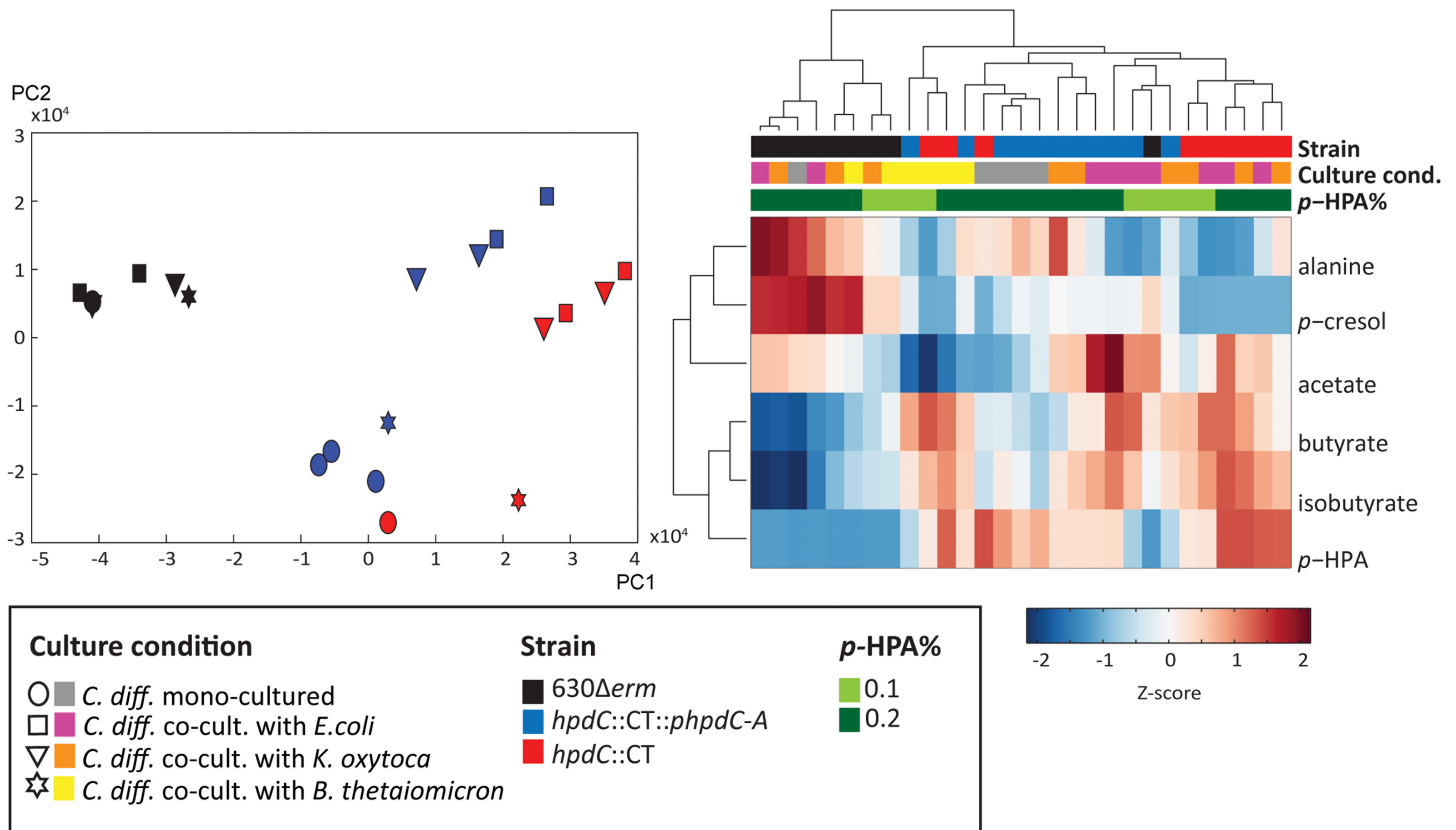 PC2
x10⁴
3
2
1
0
-1
-2
-3
-5
-4
-3
-2
-1
0
1
2
3
4
x10⁴
PC1
Strain
Culture cond.
p−HPA%
alanine
p−cresol
acetate
butyrate
isobutyrate
p−HPA
-2
-1
0
1
2
Z-score
Culture condition
C. diff. mono-cultured
C. diff. co-cult. with E.coli
C. diff. co-cult. with K. oxytoca
C. diff. co-cult. with B. thetaiomicron
Strain
630Δerm
hpdC::CT::phpdC-A
hpdC::CT
p-HPA%
0.1
0.2